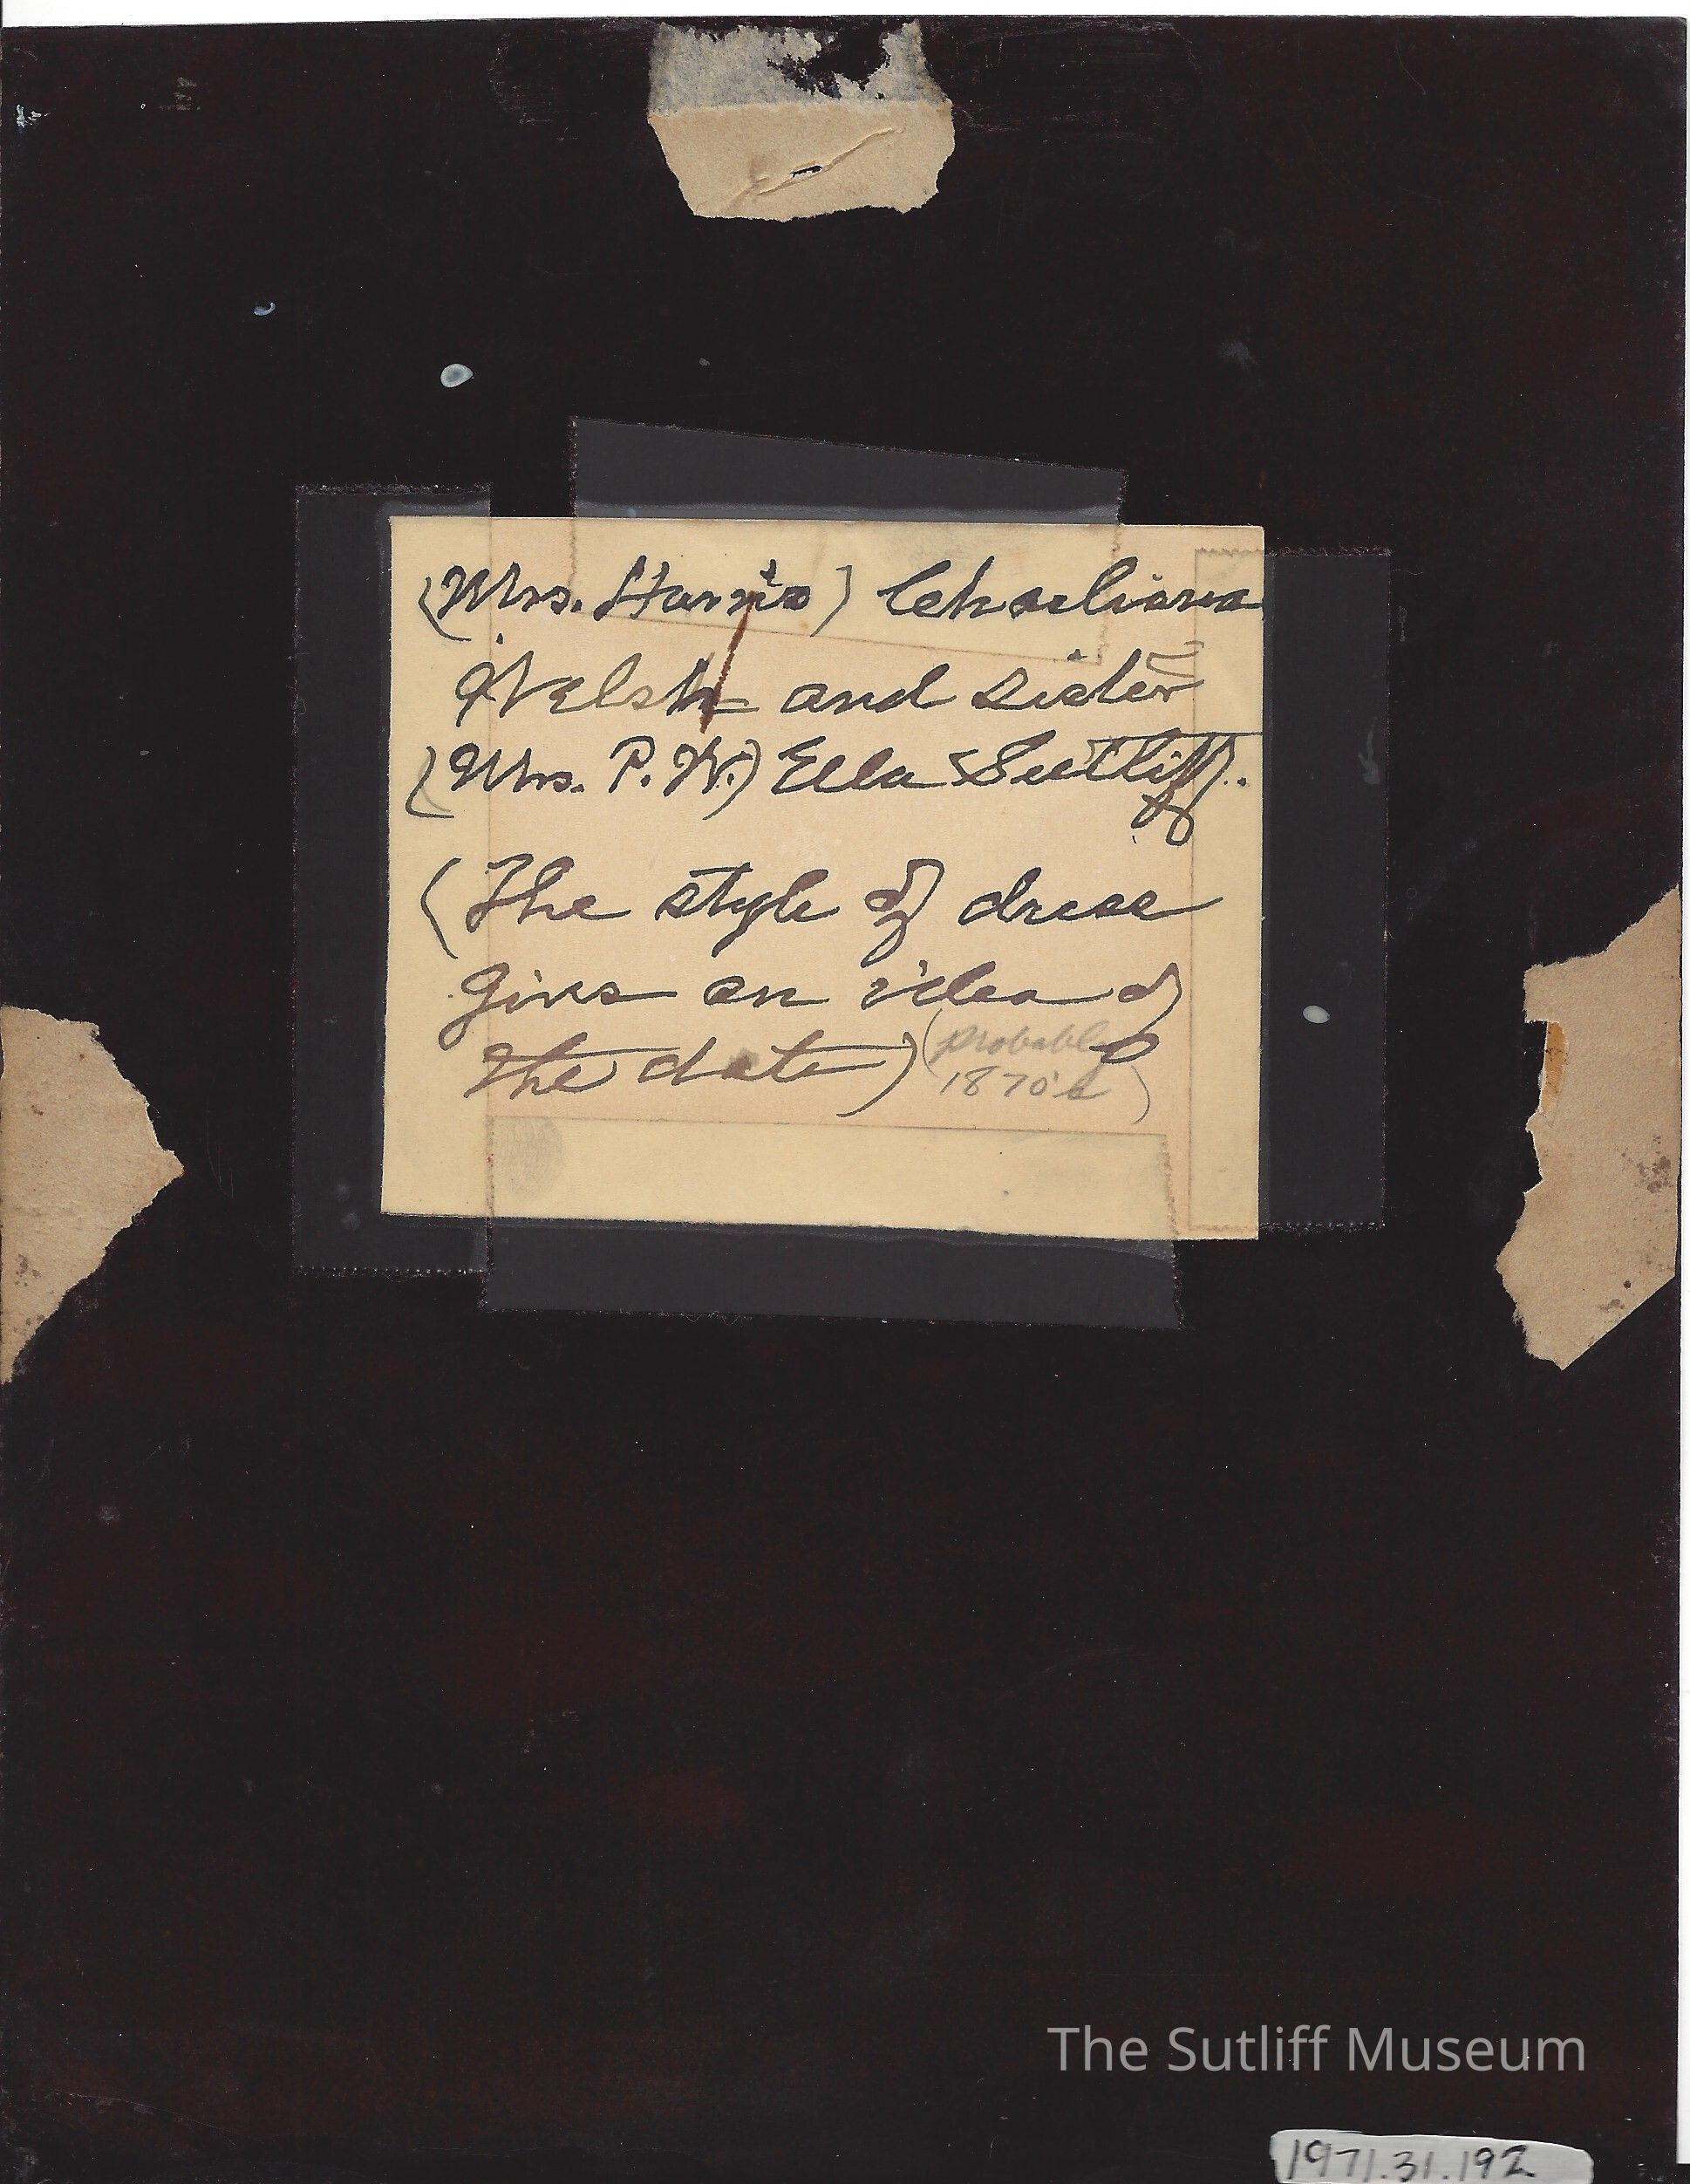 (Mrs. Harris)
Welsh and sister
(Mrs. P. W.) Ella Sutliff.
(The style of dress
gives an idea of
the date) (probably
1870's)
The Sutliff Museum
1971.31.192